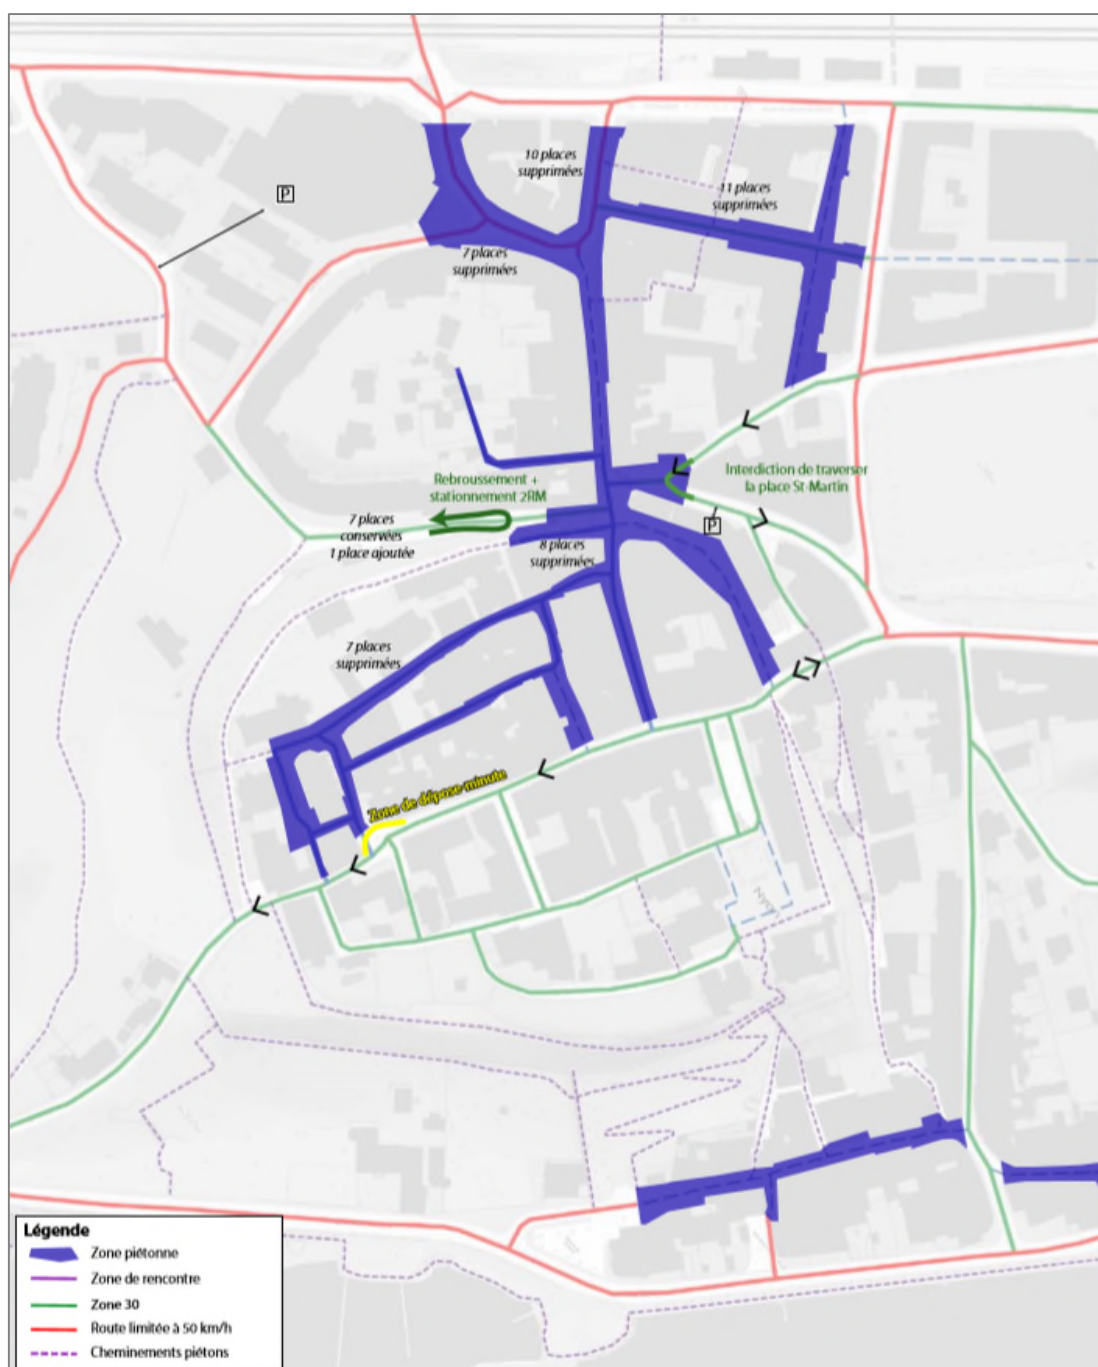 10 places
supprimées
11 places
supprimées
P
7 places
supprimées
Rebroussement +
stationnement 2RM
Interdiction de traverser
la place St-Martin
7 places
conservées
1 place ajoutée
P
8 places
supprimées
7 places
supprimées
Zone de dépose-minute
Légende
Zone piétonne
Zone de rencontre
Zone 30
Route limitée à 50 km/h
Cheminements piétons